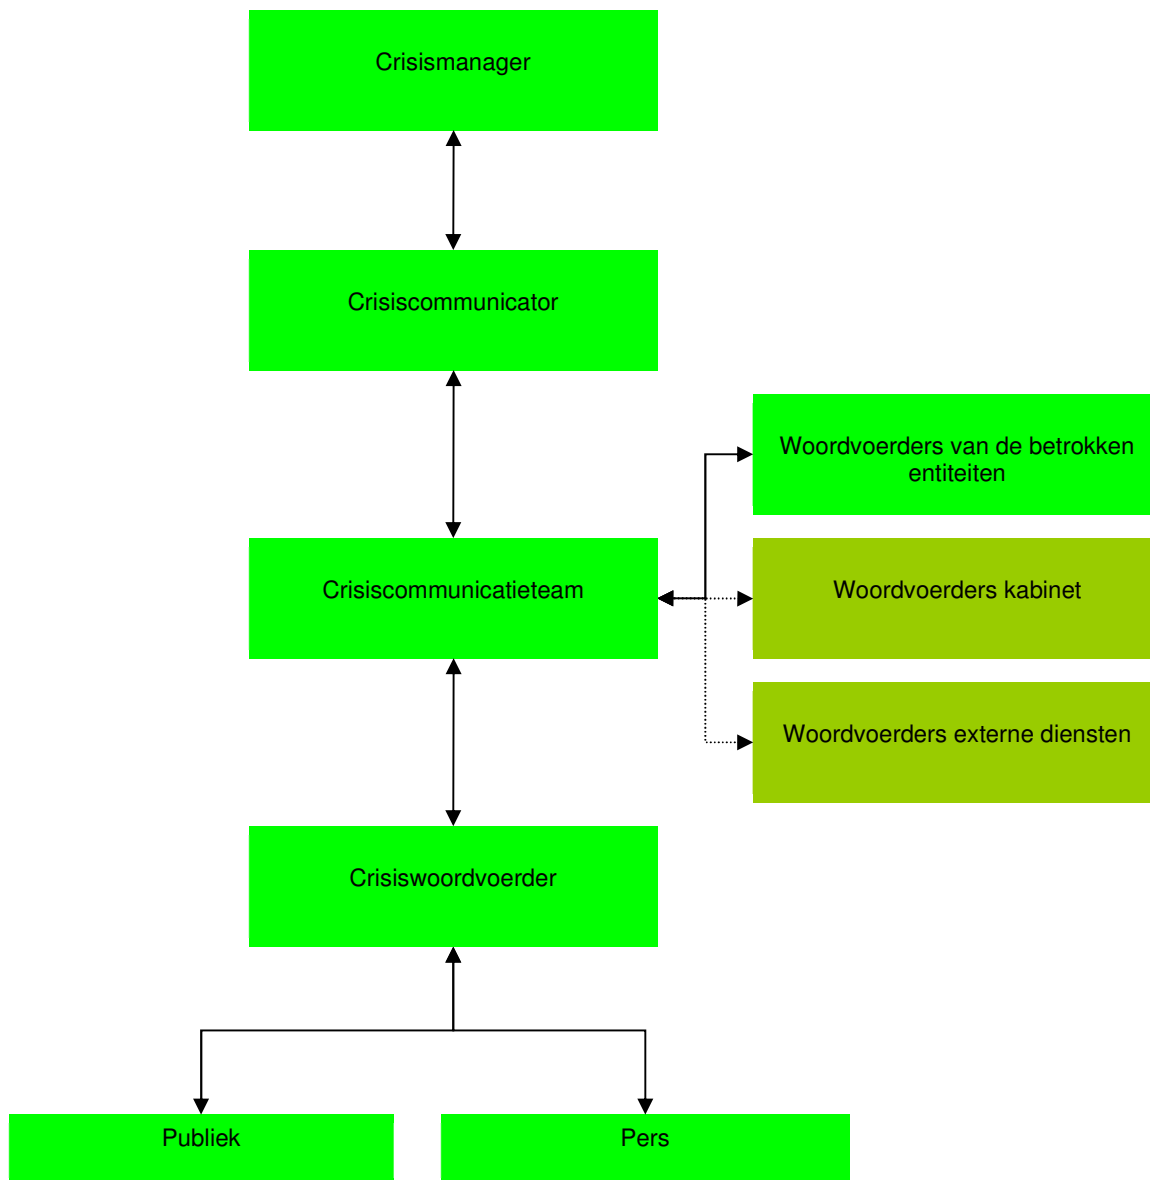 Crisismanager
Crisiscommunicator
Woordvoerders van de betrokken
entiteiten
Crisiscommunicatieteam
Woordvoerders kabinet
Woordvoerders externe diensten
Crisiswoordvoerder
Publiek
Pers